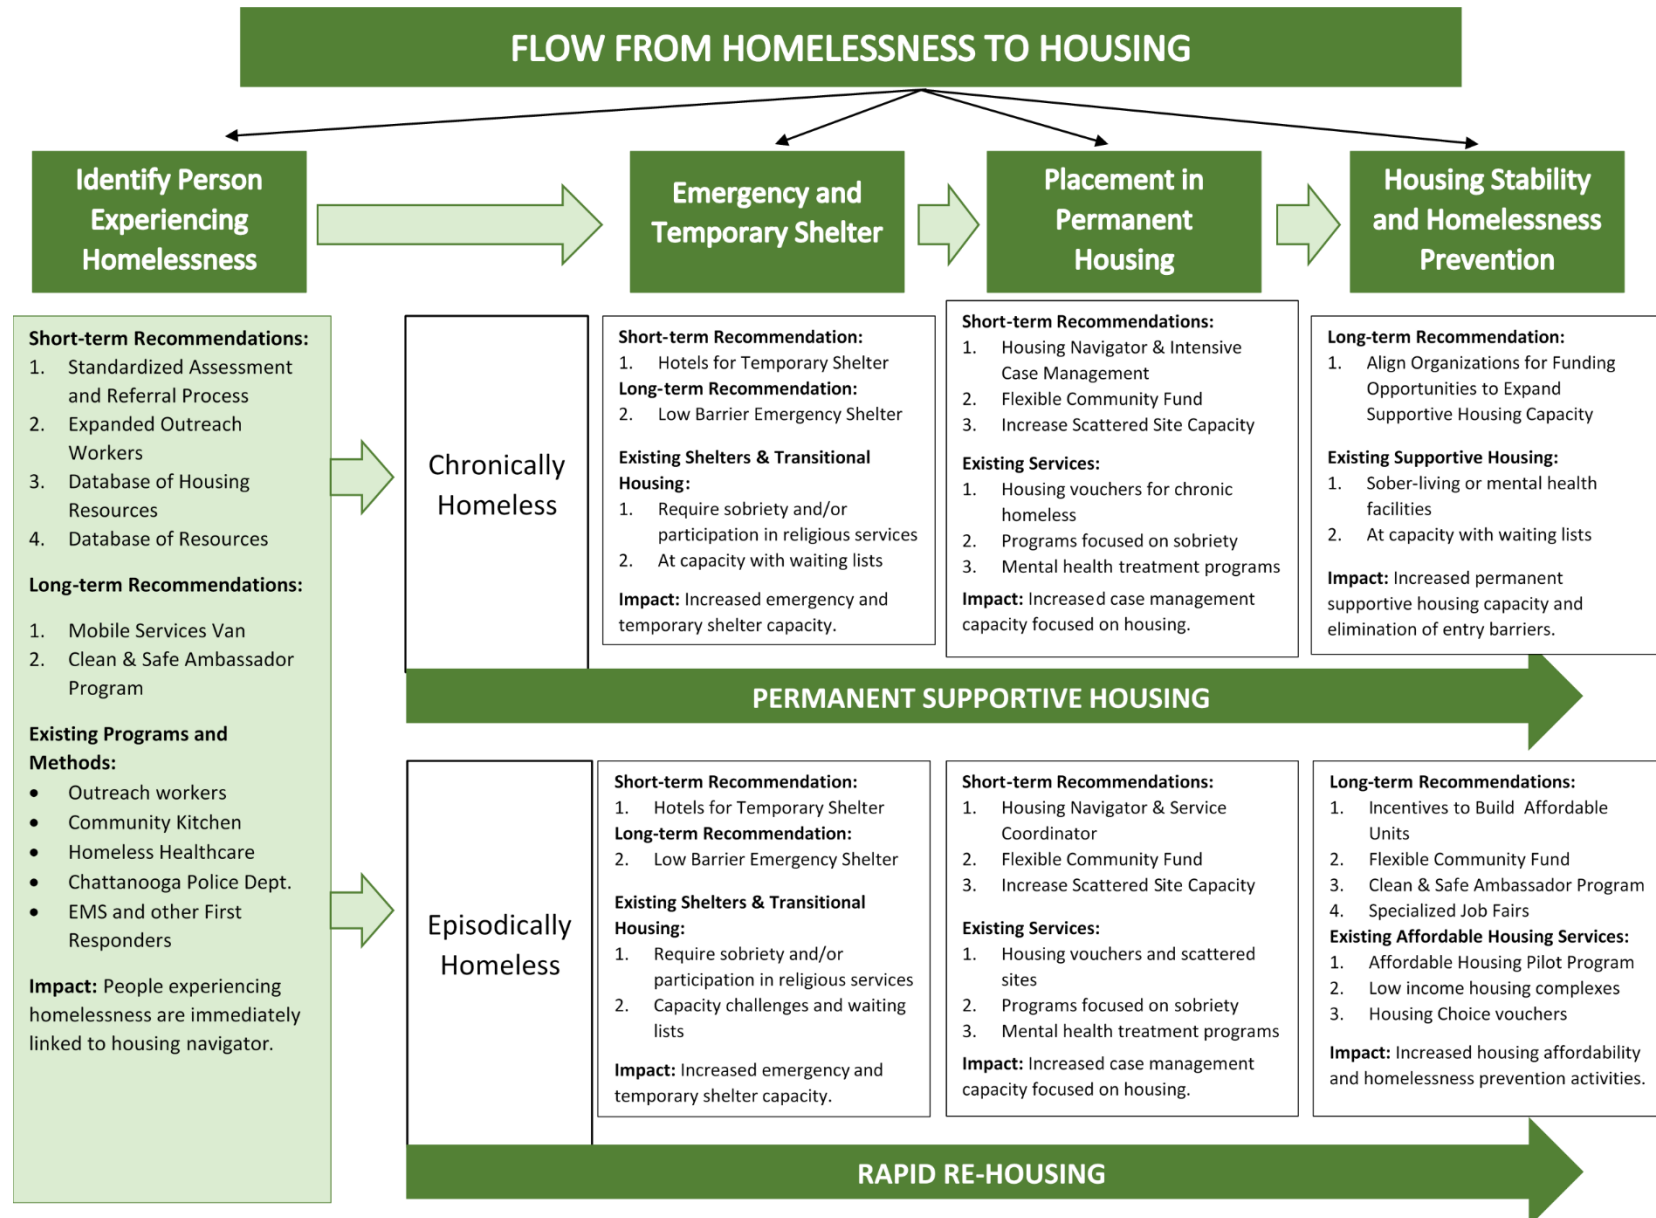 FLOW FROM HOMELESSNESS TO HOUSING
Identify Person
Experiencing
Homelessness
Emergency and
Temporary Shelter
Placement in
Permanent
Housing
Housing Stability
and Homelessness
Prevention
Short-term Recommendations:
1. Standardized Assessment
and Referral Process
2. Expanded Outreach
Workers
3. Database of Housing
Resources
4. Database of Resources
Long-term Recommendations:
1. Mobile Services Van
2. Clean & Safe Ambassador
Program
Existing Programs and
Methods:
• Outreach workers
• Community Kitchen
• Homeless Healthcare
• Chattanooga Police Dept.
• EMS and other First
Responders
Impact: People experiencing
homelessness are immediately
linked to housing navigator.
Chronically
Homeless
Short-term Recommendation:
1. Hotels for Temporary Shelter
Long-term Recommendation:
2. Low Barrier Emergency Shelter
Existing Shelters & Transitional
Housing:
1. Require sobriety and/or
participation in religious services
2. At capacity with waiting lists
Impact: Increased emergency and
temporary shelter capacity.
Short-term Recommendations:
1. Housing Navigator & Intensive
Case Management
2. Flexible Community Fund
3. Increase Scattered Site Capacity
Existing Services:
1. Housing vouchers for chronic
homeless
2. Programs focused on sobriety
3. Mental health treatment programs
Impact: Increased case management
capacity focused on housing.
Long-term Recommendation:
1. Align Organizations for Funding
Opportunities to Expand
Supportive Housing Capacity
Existing Supportive Housing:
1. Sober-living or mental health
facilities
2. At capacity with waiting lists
Impact: Increased permanent
supportive housing capacity and
elimination of entry barriers.
PERMANENT SUPPORTIVE HOUSING
Episodically
Homeless
Short-term Recommendation:
1. Hotels for Temporary Shelter
Long-term Recommendation:
2. Low Barrier Emergency Shelter
Existing Shelters & Transitional
Housing:
1. Require sobriety and/or
participation in religious services
2. Capacity challenges and waiting
lists
Impact: Increased emergency and
temporary shelter capacity.
Short-term Recommendations:
1. Housing Navigator & Service
Coordinator
2. Flexible Community Fund
3. Increase Scattered Site Capacity
Existing Services:
1. Housing vouchers and scattered
sites
2. Programs focused on sobriety
3. Mental health treatment programs
Impact: Increased case management
capacity focused on housing.
Long-term Recommendations:
1. Incentives to Build Affordable
Units
2. Flexible Community Fund
3. Clean & Safe Ambassador Program
4. Specialized Job Fairs
Existing Affordable Housing Services:
1. Affordable Housing Pilot Program
2. Low income housing complexes
3. Housing Choice vouchers
Impact: Increased housing affordability
and homelessness prevention activities.
RAPID RE-HOUSING